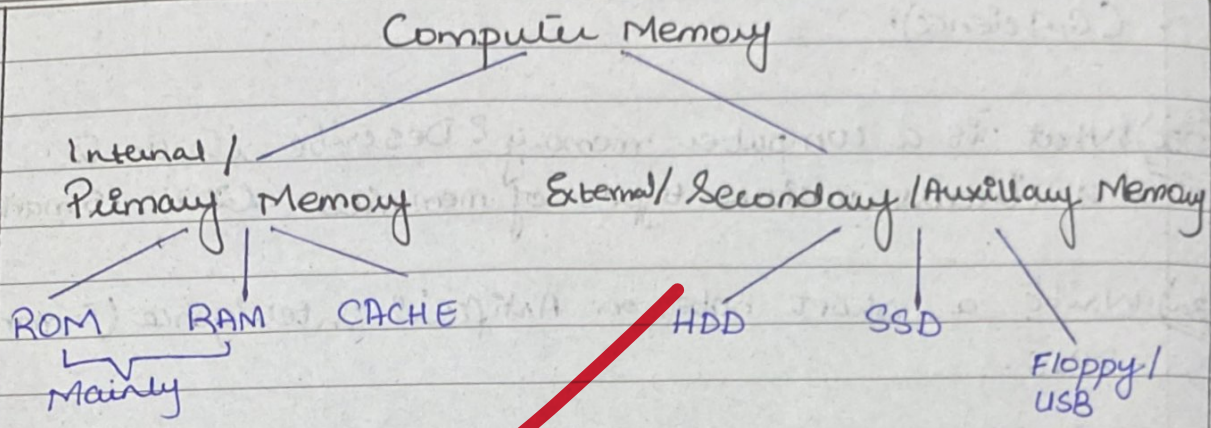 Computer Memory
Internal /
Primary Memory
External/ Secondary /Auxillary Memory
ROM RAM CACHE
HDD SSD
Mainly
Floppy/
USB